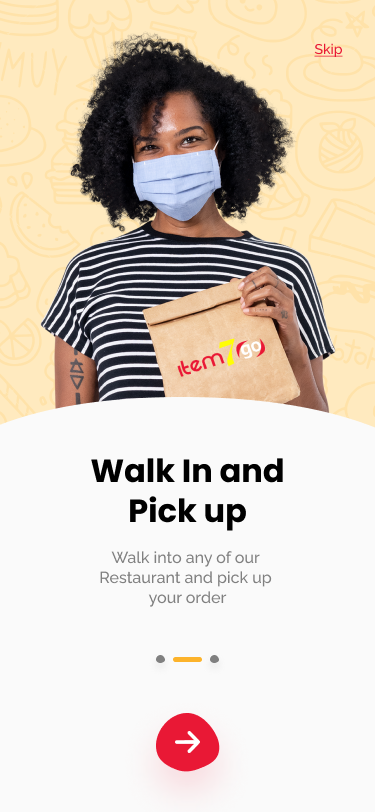 Skip
item7go
Walk In and
Pick up
Walk into any of our
Restaurant and pick up
your order